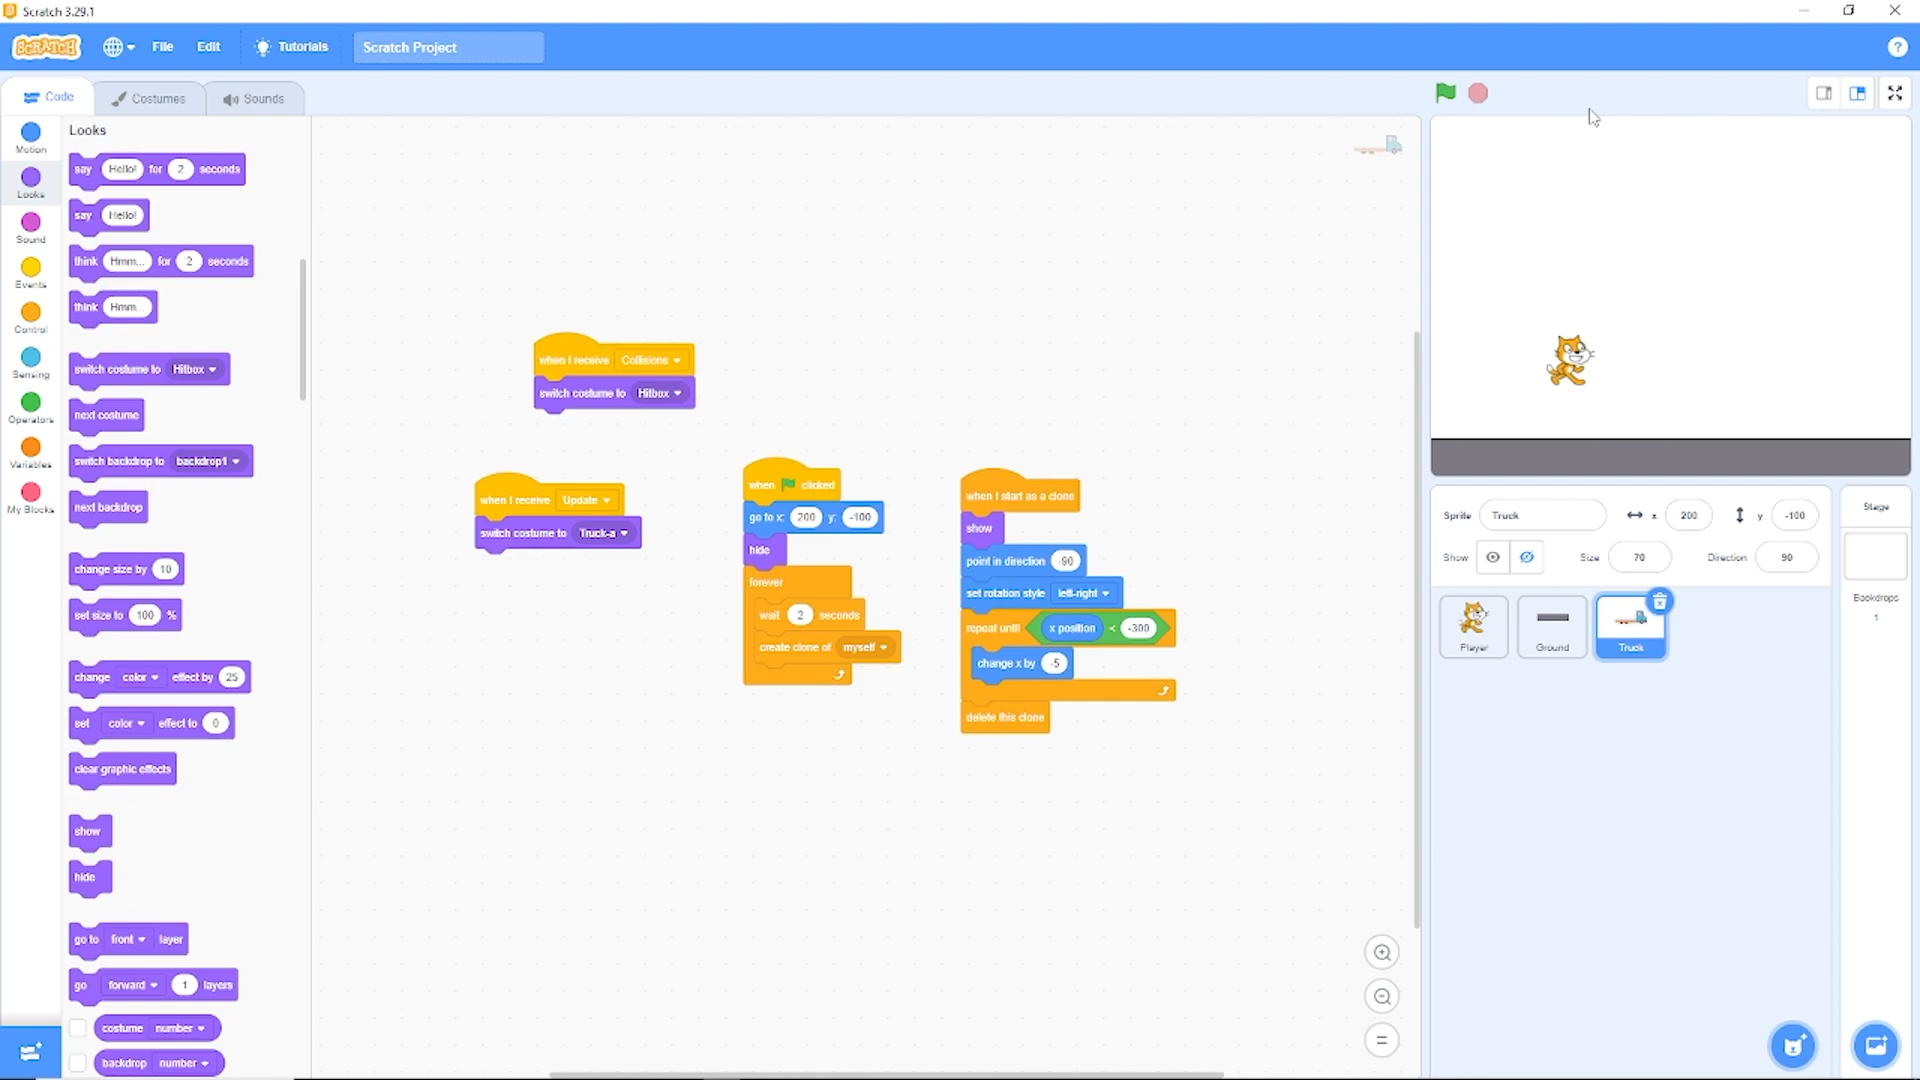 Scratch 3.29.1
SCRATCH File Edit Tutorials Scratch Project ?
Code Costumes Sounds
Motion
Looks
Sound
Events
Control
Sensing
Operators
Variables
My Blocks
Looks
say Hello! for 2 seconds
say Hello!
think Hmm... for 2 seconds
think Hmm...
switch costume to Hitbox
next costume
switch backdrop to backdrop1
next backdrop
change size by 10
set size to 100 %
change color effect by 25
set color effect to 0
clear graphic effects
show
hide
go to front layer
go forward 1 layers
costume number
backdrop number
when I receive Collisions
switch costume to Hitbox
when I receive Update
switch costume to Truck-a
when clicked
go to x: 200 y: -100
hide
forever
wait 2 seconds
create clone of myself
when I start as a clone
show
point in direction -90
set rotation style left-right
repeat until x position < -300
change x by -5
delete this clone
Sprite Truck x 200 y -100
Show Size 70 Direction 90
Player
Ground
Truck
Stage
Backdrops
1